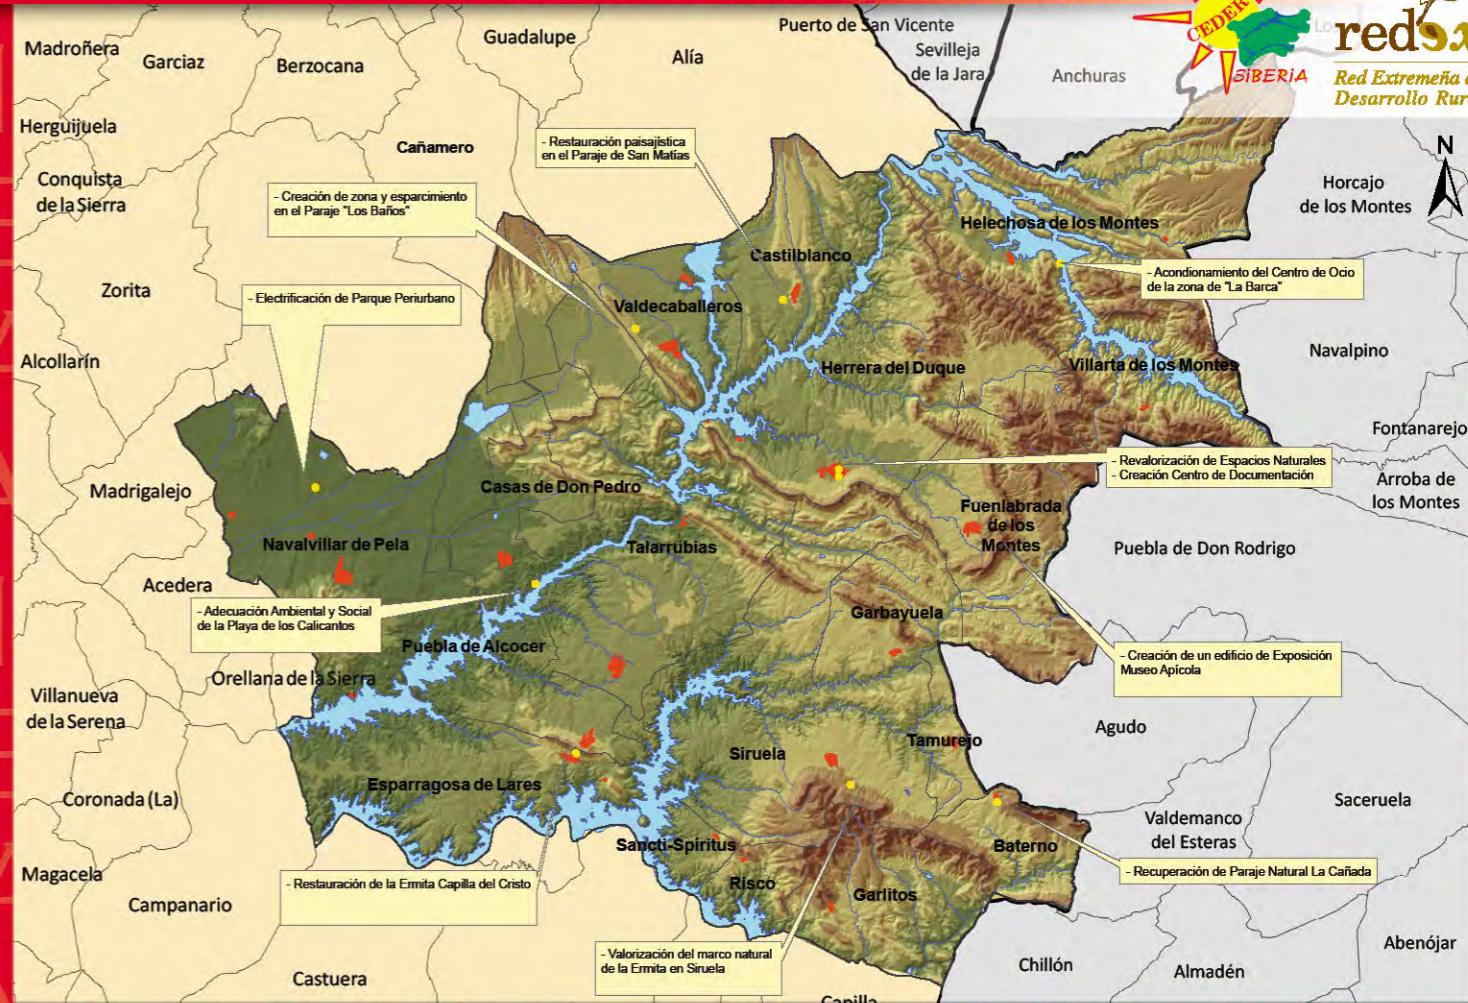 Puerto de San Vicente
Guadalupe
Madroñera
Garciaz
Berzocana
Alía
Sevilleja
de la Jara
Anchuras
CEDER
SiBERiA
Red Extremeña
Desarrollo Rur
N
Herguijuela
Cañamero
- Restauración paisajística
en el Paraje de San Matías
Conquista
de la Sierra
- Creación de zona y esparcimiento
en el Paraje "Los Baños"
Horcajo
de los Montes
Helechosa de los Montes
Castilblanco
- Acondionamiento del Centro de Ocio
de la zona de "La Barca"
Zorita
- Electrificación de Parque Periurbano
Valdecaballeros
Alcollarín
Herrera del Duque
Villarta de los Montes
Navalpino
Fontanarejo
- Revalorización de Espacios Naturales
- Creación Centro de Documentación
Arroba de
los Montes
Madrigalejo
Casas de Don Pedro
Fuenlabrada
de los
Montes
Navalvillar de Pela
Talarrubias
Puebla de Don Rodrigo
Acedera
- Adecuación Ambiental y Social
de la Playa de los Calicantos
Garbayuela
Puebla de Alcocer
- Creación de un edificio de Exposición
Museo Apícola
Orellana de la Sierra
Villanueva
de la Serena
Agudo
Tamurejo
Siruela
Esparragosa de Lares
Coronada (La)
Saceruela
Valdemanco
del Esteras
Sancti-Spiritus
Baterno
Magacela
- Restauración de la Ermita Capilla del Cristo
Risco
Garlitos
- Recuperación de Paraje Natural La Cañada
Campanario
- Valorización del marco natural
de la Ermita en Siruela
Abenójar
Castuera
Chillón
Almadén
Capilla